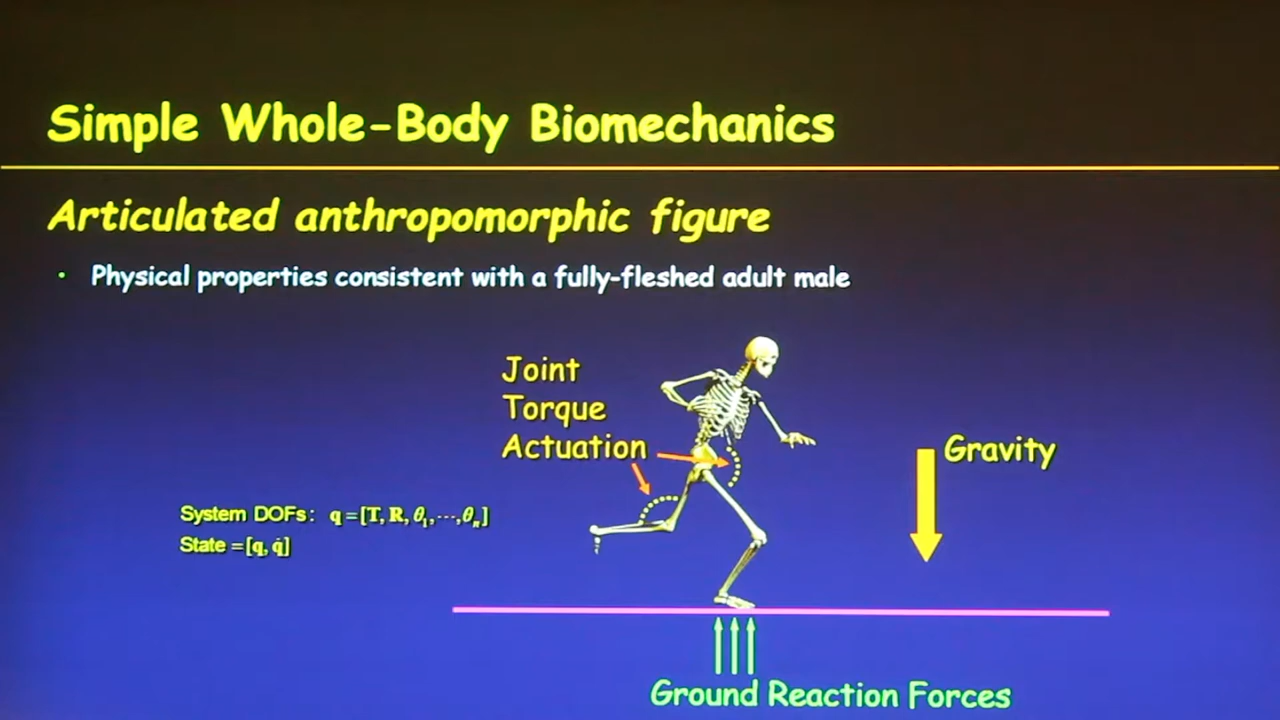 Simple Whole-Body Biomechanics
Articulated anthropomorphic figure
• Physical properties consistent with a fully-fleshed adult male
Joint
Torque
Actuation
Gravity
System DOFs: q = [T, R, θ₁, ⋯, θₙ]
State = [q, q̇]
Ground Reaction Forces